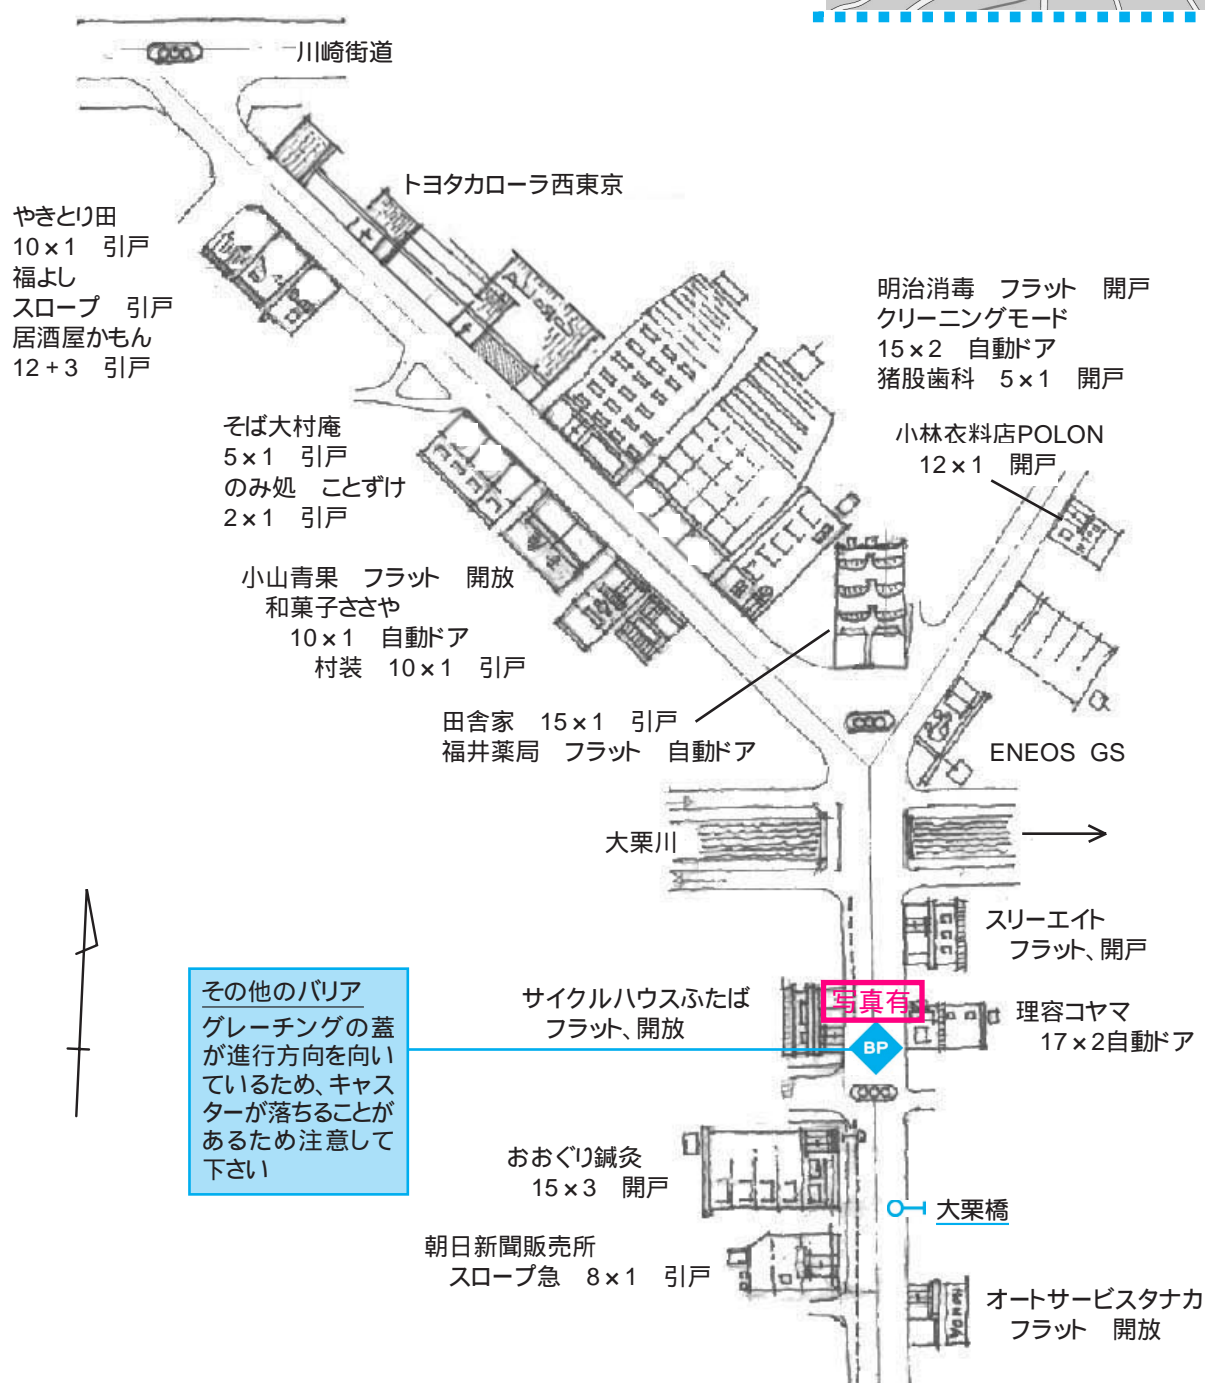 川崎街道
トヨタカローラ西東京
やきとり田
10×1　引戸
福よし
スロープ　引戸
居酒屋かもん
12+3　引戸
明治消毒　フラット　開戸
クリーニングモード
15×2　自動ドア
猪股歯科　5×1　開戸
小林衣料店POLON
12×1　開戸
そば大村庵
5×1　引戸
のみ処　ことずけ
2×1　引戸
小山青果　フラット　開放
和菓子ささや
10×1　自動ドア
村装　10×1　引戸
田舎家　15×1　引戸
福井薬局　フラット　自動ドア
ENEOS GS
大栗川
スリーエイト
フラット、開戸
サイクルハウスふたば
フラット、開放
写真有
BP
理容コヤマ
17×2自動ドア
その他のバリア
グレーチングの蓋
が進行方向を向い
ているため、キャス
ターが落ちることが
あるため注意して
下さい
おおぐり鍼灸
15×3　開戸
大栗橋
朝日新聞販売所
スロープ急　8×1　引戸
オートサービスタナカ
フラット　開放